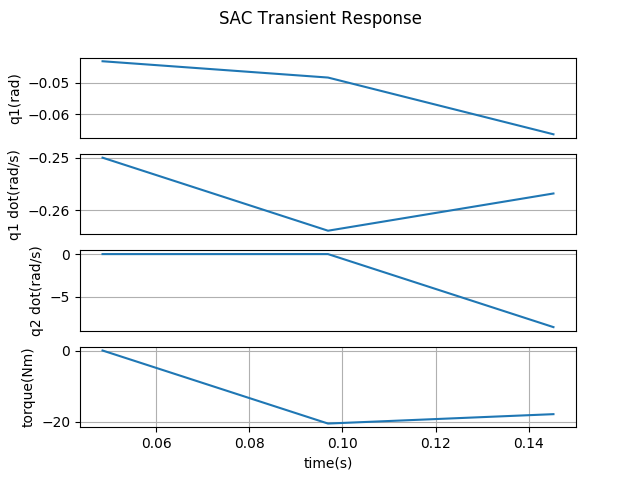 SAC Transient Response
q1(rad)
−0.05
−0.06
q1 dot(rad/s)
−0.25
−0.26
q2 dot(rad/s)
0
−5
torque(Nm)
0
−20
0.06 0.08 0.10 0.12 0.14
time(s)